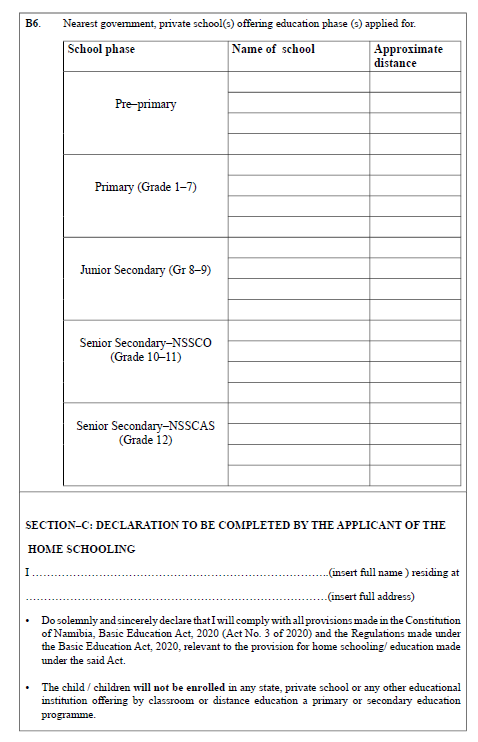 B6. Nearest government, private school(s) offering education phase (s) applied for.
School phase Name of school Approximate
distance
Pre–primary
Primary (Grade 1–7)
Junior Secondary (Gr 8–9)
Senior Secondary–NSSCO
(Grade 10–11)
Senior Secondary–NSSCAS
(Grade 12)
SECTION–C: DECLARATION TO BE COMPLETED BY THE APPLICANT OF THE
HOME SCHOOLING
I ..........................................................................................(insert full name ) residing at
...........................................................................................(insert full address)
• Do solemnly and sincerely declare that I will comply with all provisions made in the Constitution
of Namibia, Basic Education Act, 2020 (Act No. 3 of 2020) and the Regulations made under
the Basic Education Act, 2020, relevant to the provision for home schooling/ education made
under the said Act.
• The child / children will not be enrolled in any state, private school or any other educational
institution offering by classroom or distance education a primary or secondary education
programme.